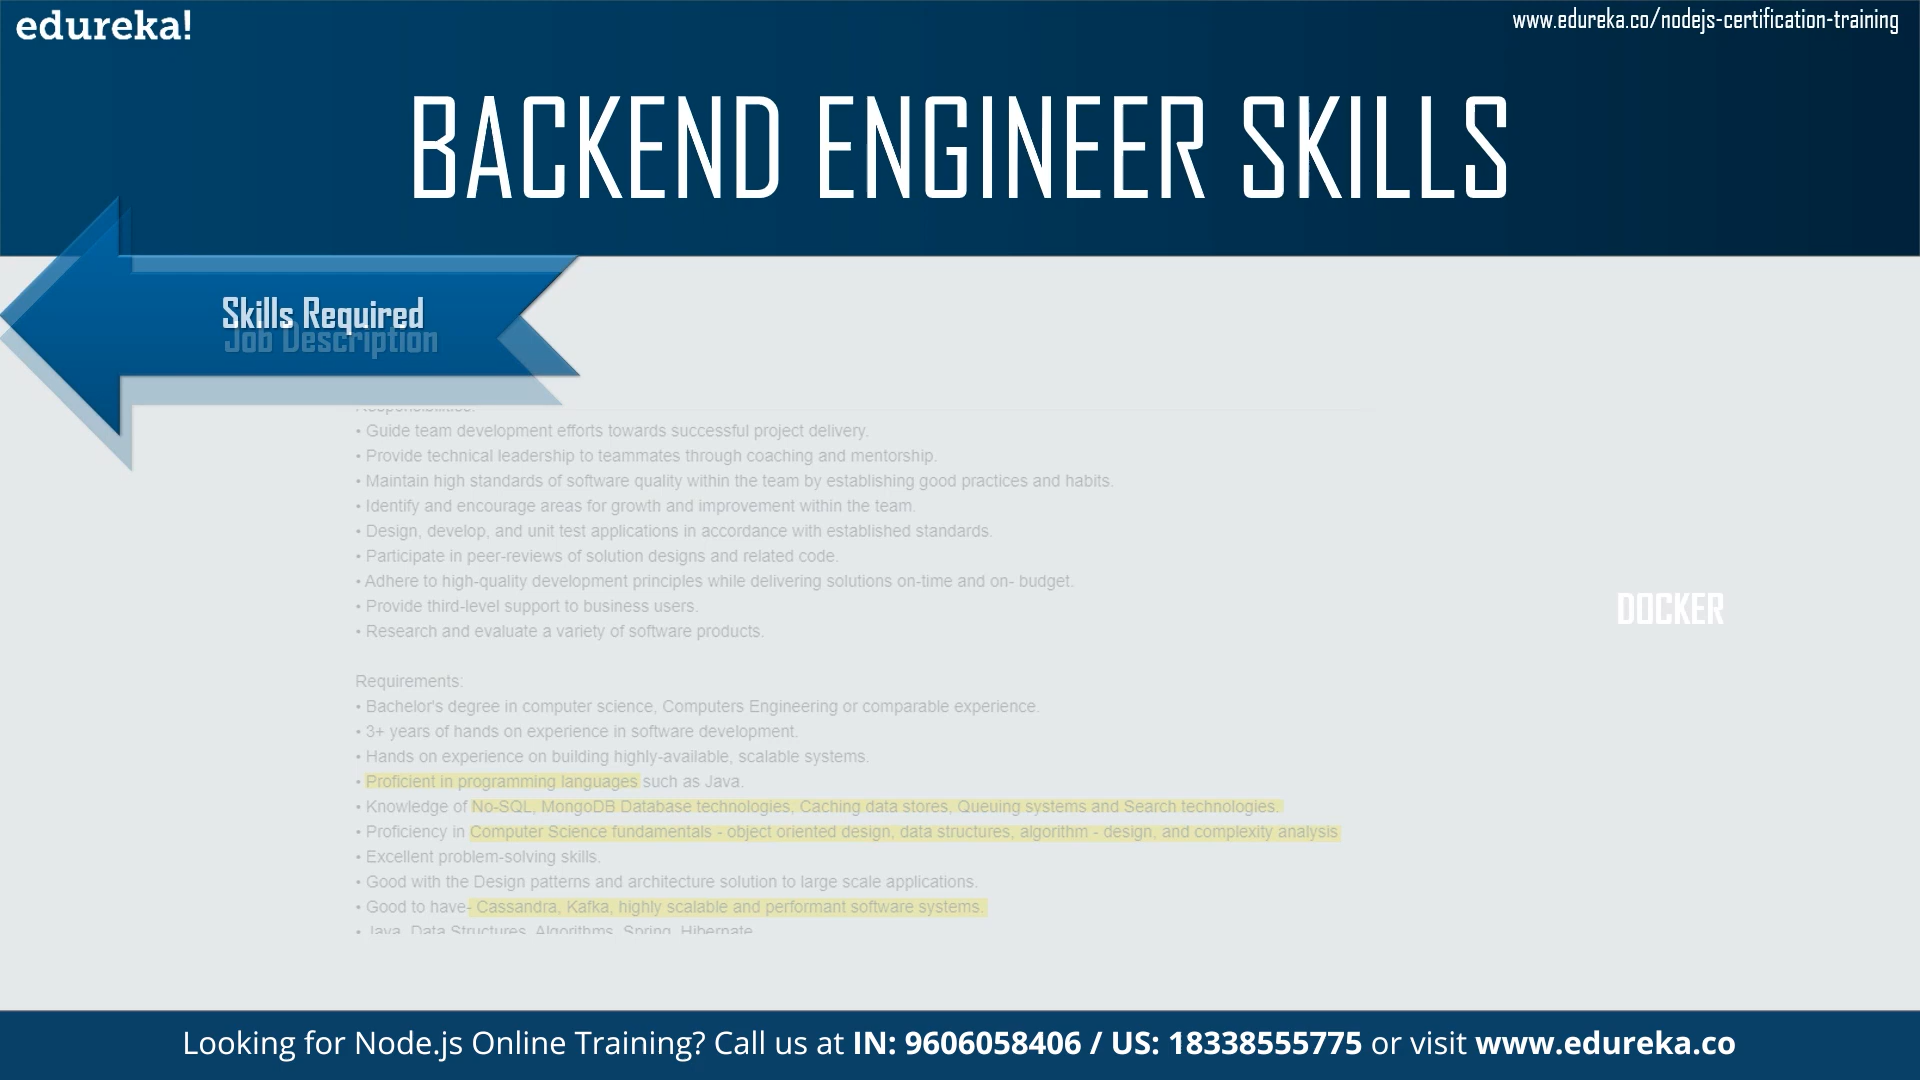 edureka!
www.edureka.co/nodejs-certification-training
BACKEND ENGINEER SKILLS
Skills Required
Job Description
Responsibilities:
• Guide team development efforts towards successful project delivery.
• Provide technical leadership to teammates through coaching and mentorship.
• Maintain high standards of software quality within the team by establishing good practices and habits.
• Identify and encourage areas for growth and improvement within the team.
• Design, develop, and unit test applications in accordance with established standards.
• Participate in peer-reviews of solution designs and related code.
• Adhere to high-quality development principles while delivering solutions on-time and on- budget.
• Provide third-level support to business users.
• Research and evaluate a variety of software products.
DOCKER
Requirements:
• Bachelor's degree in computer science, Computers Engineering or comparable experience.
• 3+ years of hands on experience in software development.
• Hands on experience on building highly-available, scalable systems.
• Proficient in programming languages such as Java.
• Knowledge of No-SQL, MongoDB Database technologies, Caching data stores, Queuing systems and Search technologies.
• Proficiency in Computer Science fundamentals - object oriented design, data structures, algorithm - design, and complexity analysis
• Excellent problem-solving skills.
• Good with the Design patterns and architecture solution to large scale applications.
• Good to have- Cassandra, Kafka, highly scalable and performant software systems.
• Java, Data Structures, Algorithms, Spring, Hibernate
Looking for Node.js Online Training? Call us at IN: 9606058406 / US: 18338555775 or visit www.edureka.co